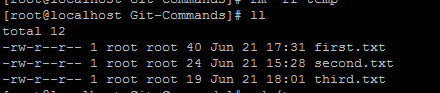 [root@localhost Git-Commands]# ll
total 12
-rw-r--r-- 1 root root 40 Jun 21 17:31 first.txt
-rw-r--r-- 1 root root 24 Jun 21 15:28 second.txt
-rw-r--r-- 1 root root 19 Jun 21 18:01 third.txt